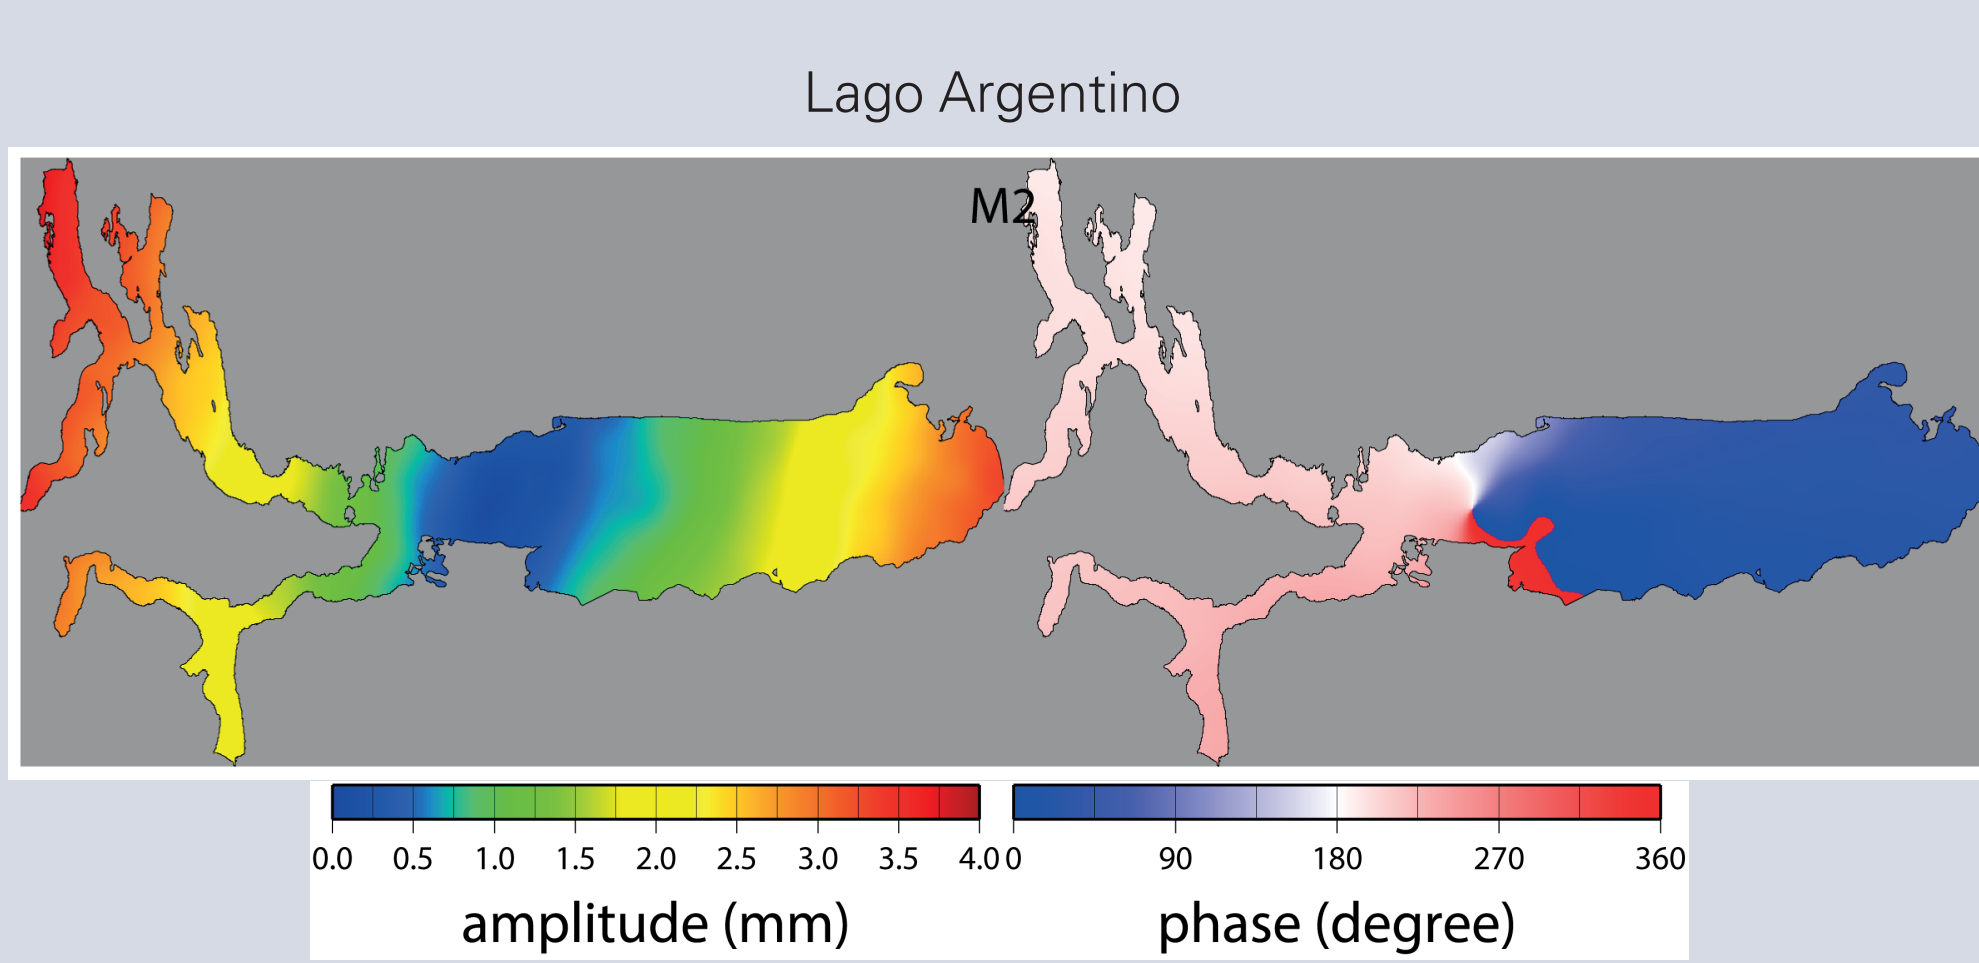 Lago Argentino
M2
0.0 0.5 1.0 1.5 2.0 2.5 3.0 3.5 4.0
amplitude (mm)
0 90 180 270 360
phase (degree)